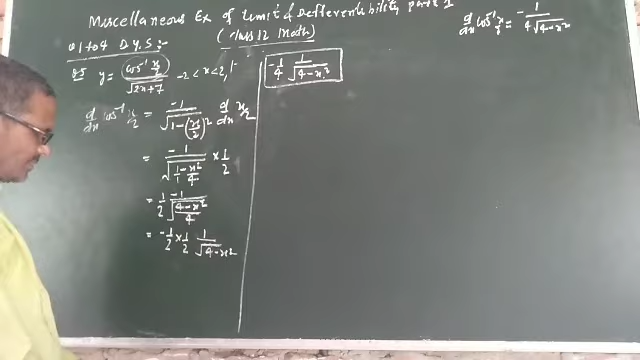 Miscellaneous Ex of Limit & Defferentibility part 1
(Class 12 Math)
d/dx cos⁻¹ x/2 = -1/4√4-x²
Q1 to 4 D.Y.S:-
Q.5 y = cos⁻¹ x/2 / √2x+7, -2 < x < 2,
d/dx cos⁻¹ x/2 = -1/√1-(x/2)² d/dx x/2
= -1/√1/1-x²/4 × 1/2
= 1/2 -1/√4-x²/4
= -1/2 × 1/2 1/√4-x²
-1/4 1/√4-x²